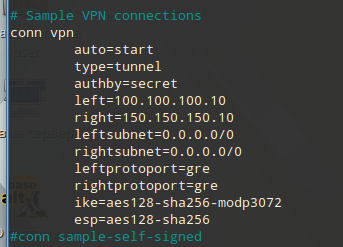 # Sample VPN connections
conn vpn
auto=start
type=tunnel
authby=secret
left=100.100.100.10
right=150.150.150.10
leftsubnet=0.0.0.0/0
rightsubnet=0.0.0.0/0
leftprotoport=gre
rightprotoport=gre
ike=aes128-sha256-modp3072
esp=aes128-sha256
#conn sample-self-signed